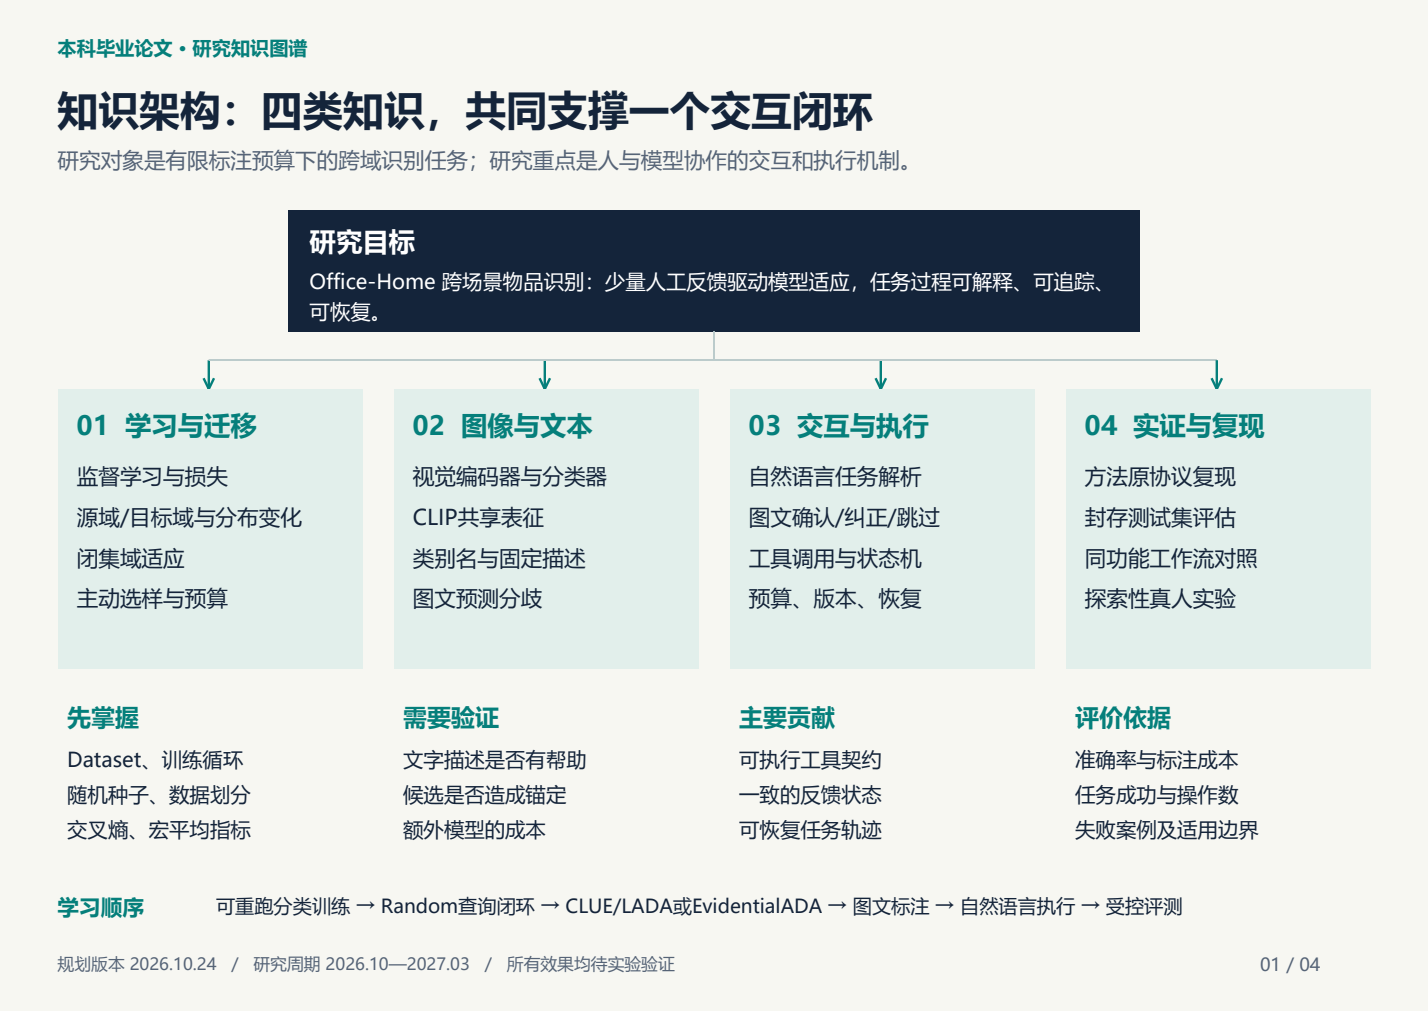 本科毕业论文 • 研究知识图谱
知识架构：四类知识，共同支撑一个交互闭环
研究对象是有限标注预算下的跨域识别任务；研究重点是人与模型协作的交互和执行机制。
研究目标
Office-Home 跨场景物品识别：少量人工反馈驱动模型适应，任务过程可解释、可追踪、
可恢复。
01 学习与迁移
监督学习与损失
源域/目标域与分布变化
闭集域适应
主动选样与预算
02 图像与文本
视觉编码器与分类器
CLIP共享表征
类别名与固定描述
图文预测分歧
03 交互与执行
自然语言任务解析
图文确认/纠正/跳过
工具调用与状态机
预算、版本、恢复
04 实证与复现
方法原协议复现
封存测试集评估
同功能工作流对照
探索性真人实验
先掌握
Dataset、训练循环
随机种子、数据划分
交叉熵、宏平均指标
需要验证
文字描述是否有帮助
候选是否造成锚定
额外模型的成本
主要贡献
可执行工具契约
一致的反馈状态
可恢复任务轨迹
评价依据
准确率与标注成本
任务成功与操作数
失败案例及适用边界
学习顺序 可重跑分类训练 → Random查询闭环 → CLUE/LADA或EvidentialADA → 图文标注 → 自然语言执行 → 受控评测
规划版本 2026.10.24 / 研究周期 2026.10—2027.03 / 所有效果均待实验验证 01 / 04